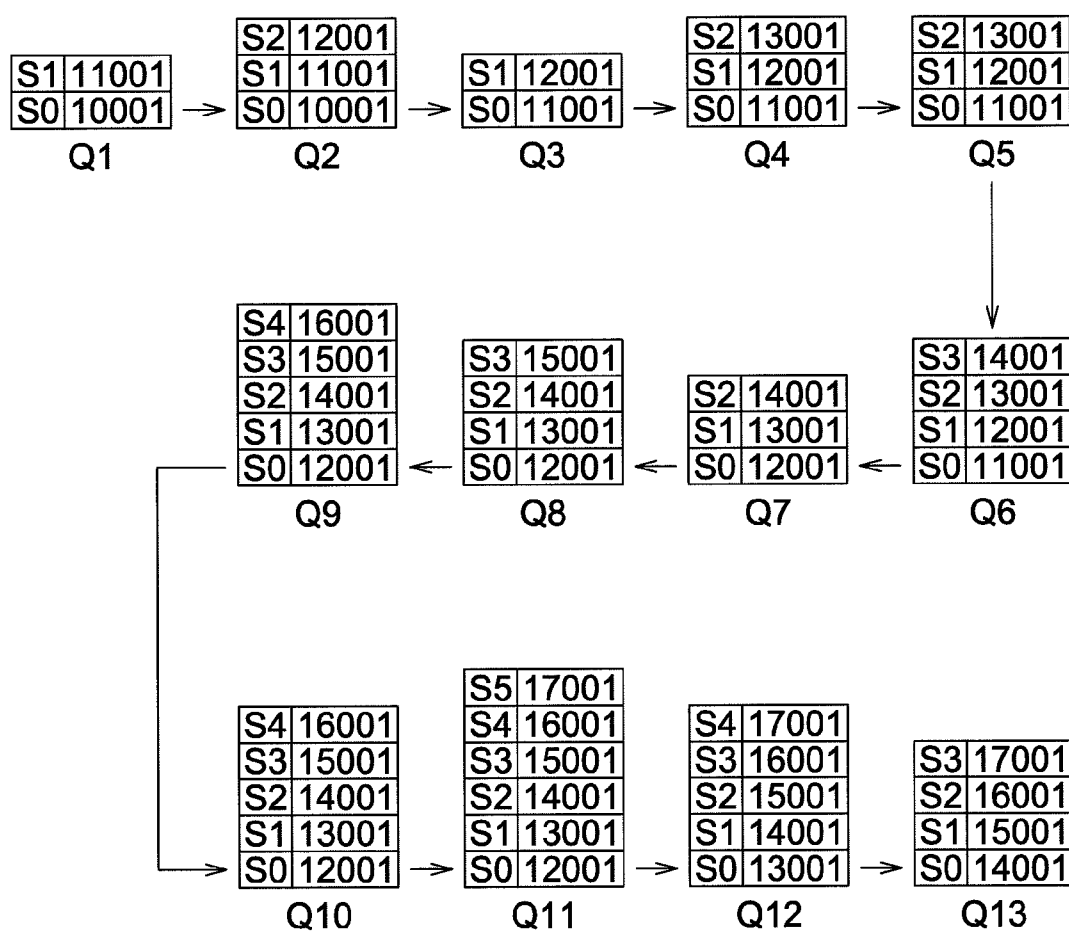 S1 11001
S0 10001
Q1
S2 12001
S1 11001
S0 10001
Q2
S1 12001
S0 11001
Q3
S2 13001
S1 12001
S0 11001
Q4
S2 13001
S1 12001
S0 11001
Q5
S3 14001
S2 13001
S1 12001
S0 11001
Q6
S2 14001
S1 13001
S0 12001
Q7
S3 15001
S2 14001
S1 13001
S0 12001
Q8
S4 16001
S3 15001
S2 14001
S1 13001
S0 12001
Q9
S4 16001
S3 15001
S2 14001
S1 13001
S0 12001
Q10
S5 17001
S4 16001
S3 15001
S2 14001
S1 13001
S0 12001
Q11
S4 17001
S3 16001
S2 15001
S1 14001
S0 13001
Q12
S3 17001
S2 16001
S1 15001
S0 14001
Q13